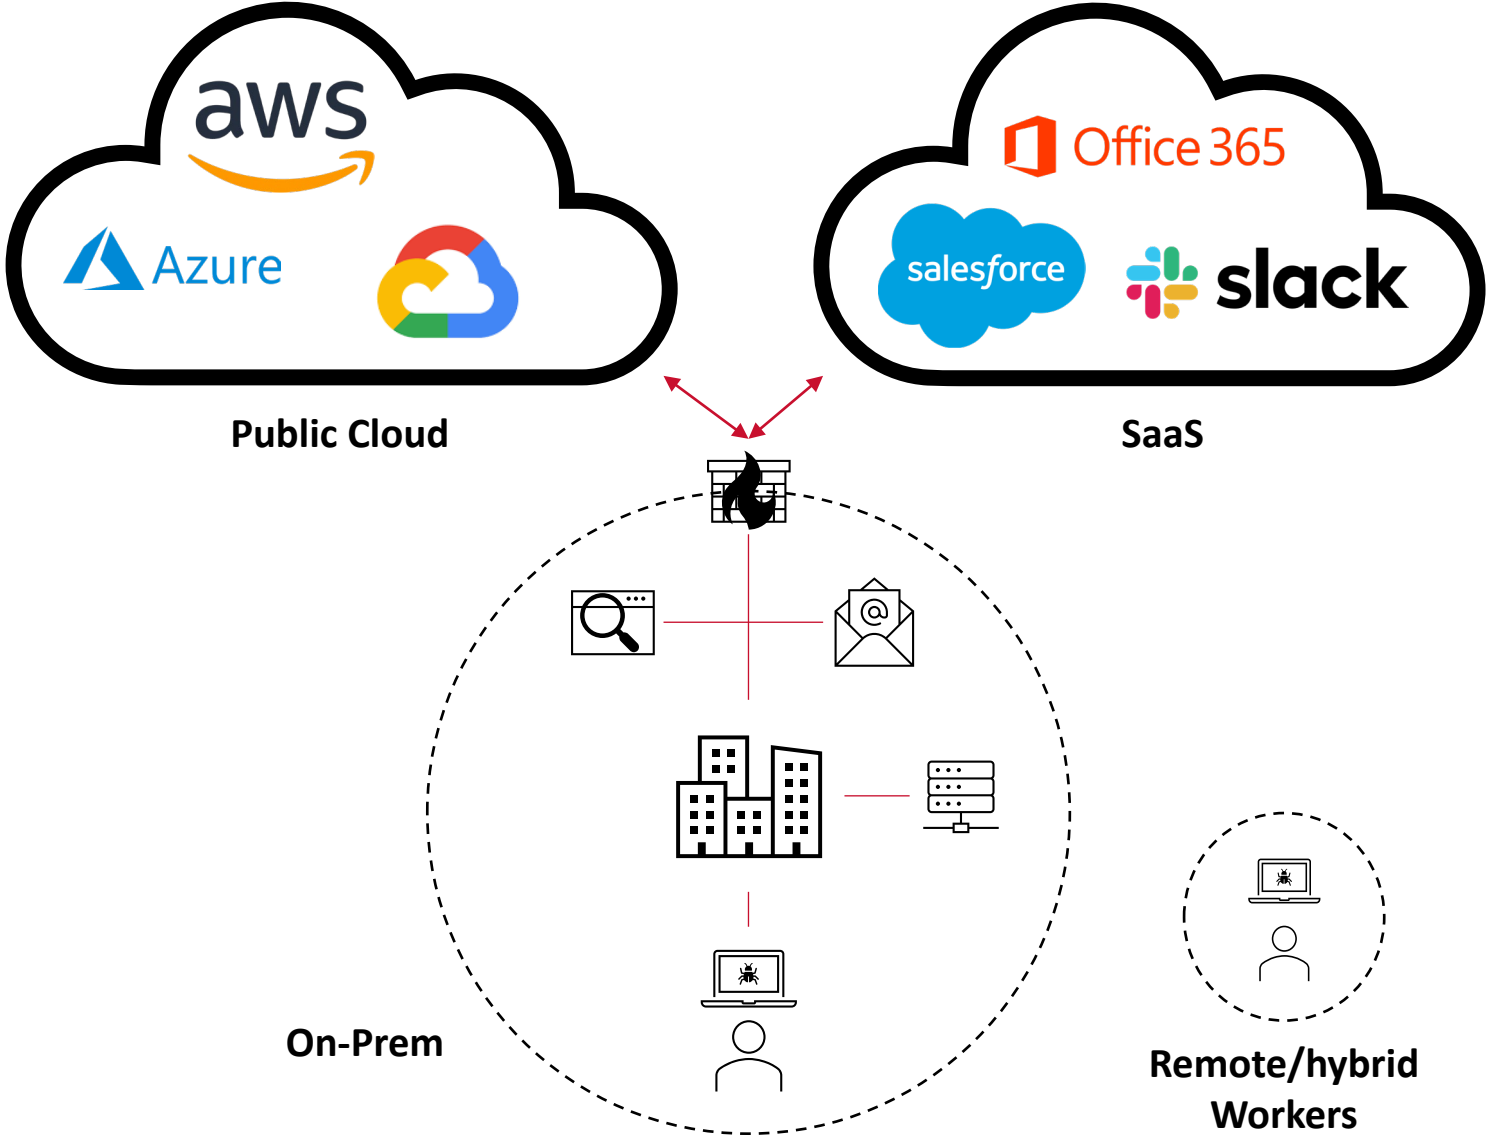 aws
Azure
Public Cloud
Office 365
salesforce
slack
SaaS
@
On-Prem
Remote/hybrid
Workers